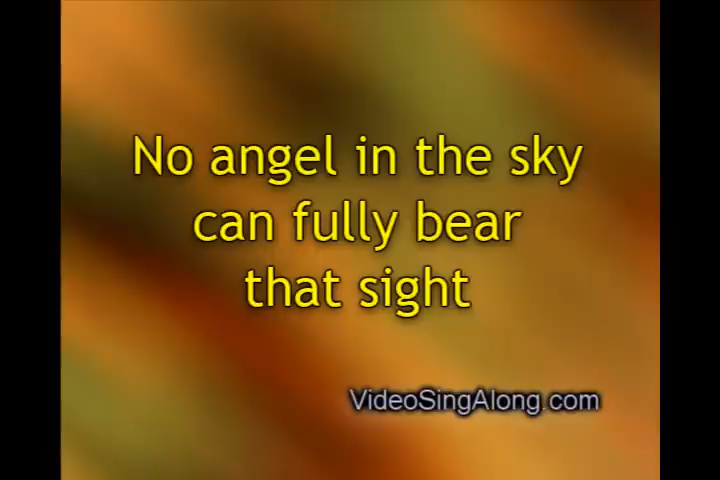 No angel in the sky
can fully bear
that sight
VideoSingAlong.com